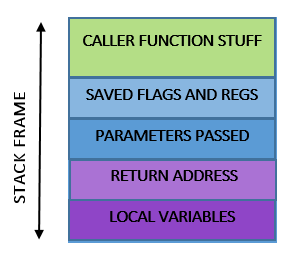 STACK FRAME
CALLER FUNCTION STUFF
SAVED FLAGS AND REGS
PARAMETERS PASSED
RETURN ADDRESS
LOCAL VARIABLES